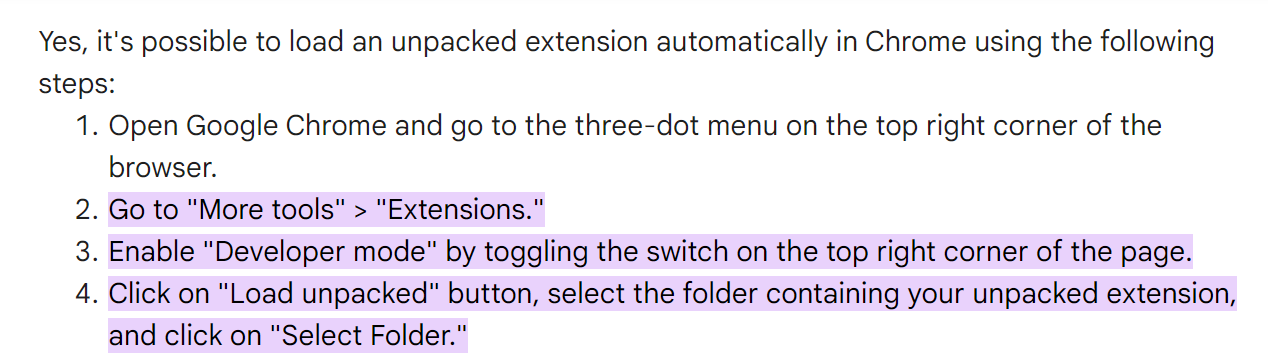 Yes, it's possible to load an unpacked extension automatically in Chrome using the following
steps:
1. Open Google Chrome and go to the three-dot menu on the top right corner of the
browser.
2. Go to "More tools" > "Extensions."
3. Enable "Developer mode" by toggling the switch on the top right corner of the page.
4. Click on "Load unpacked" button, select the folder containing your unpacked extension,
and click on "Select Folder."